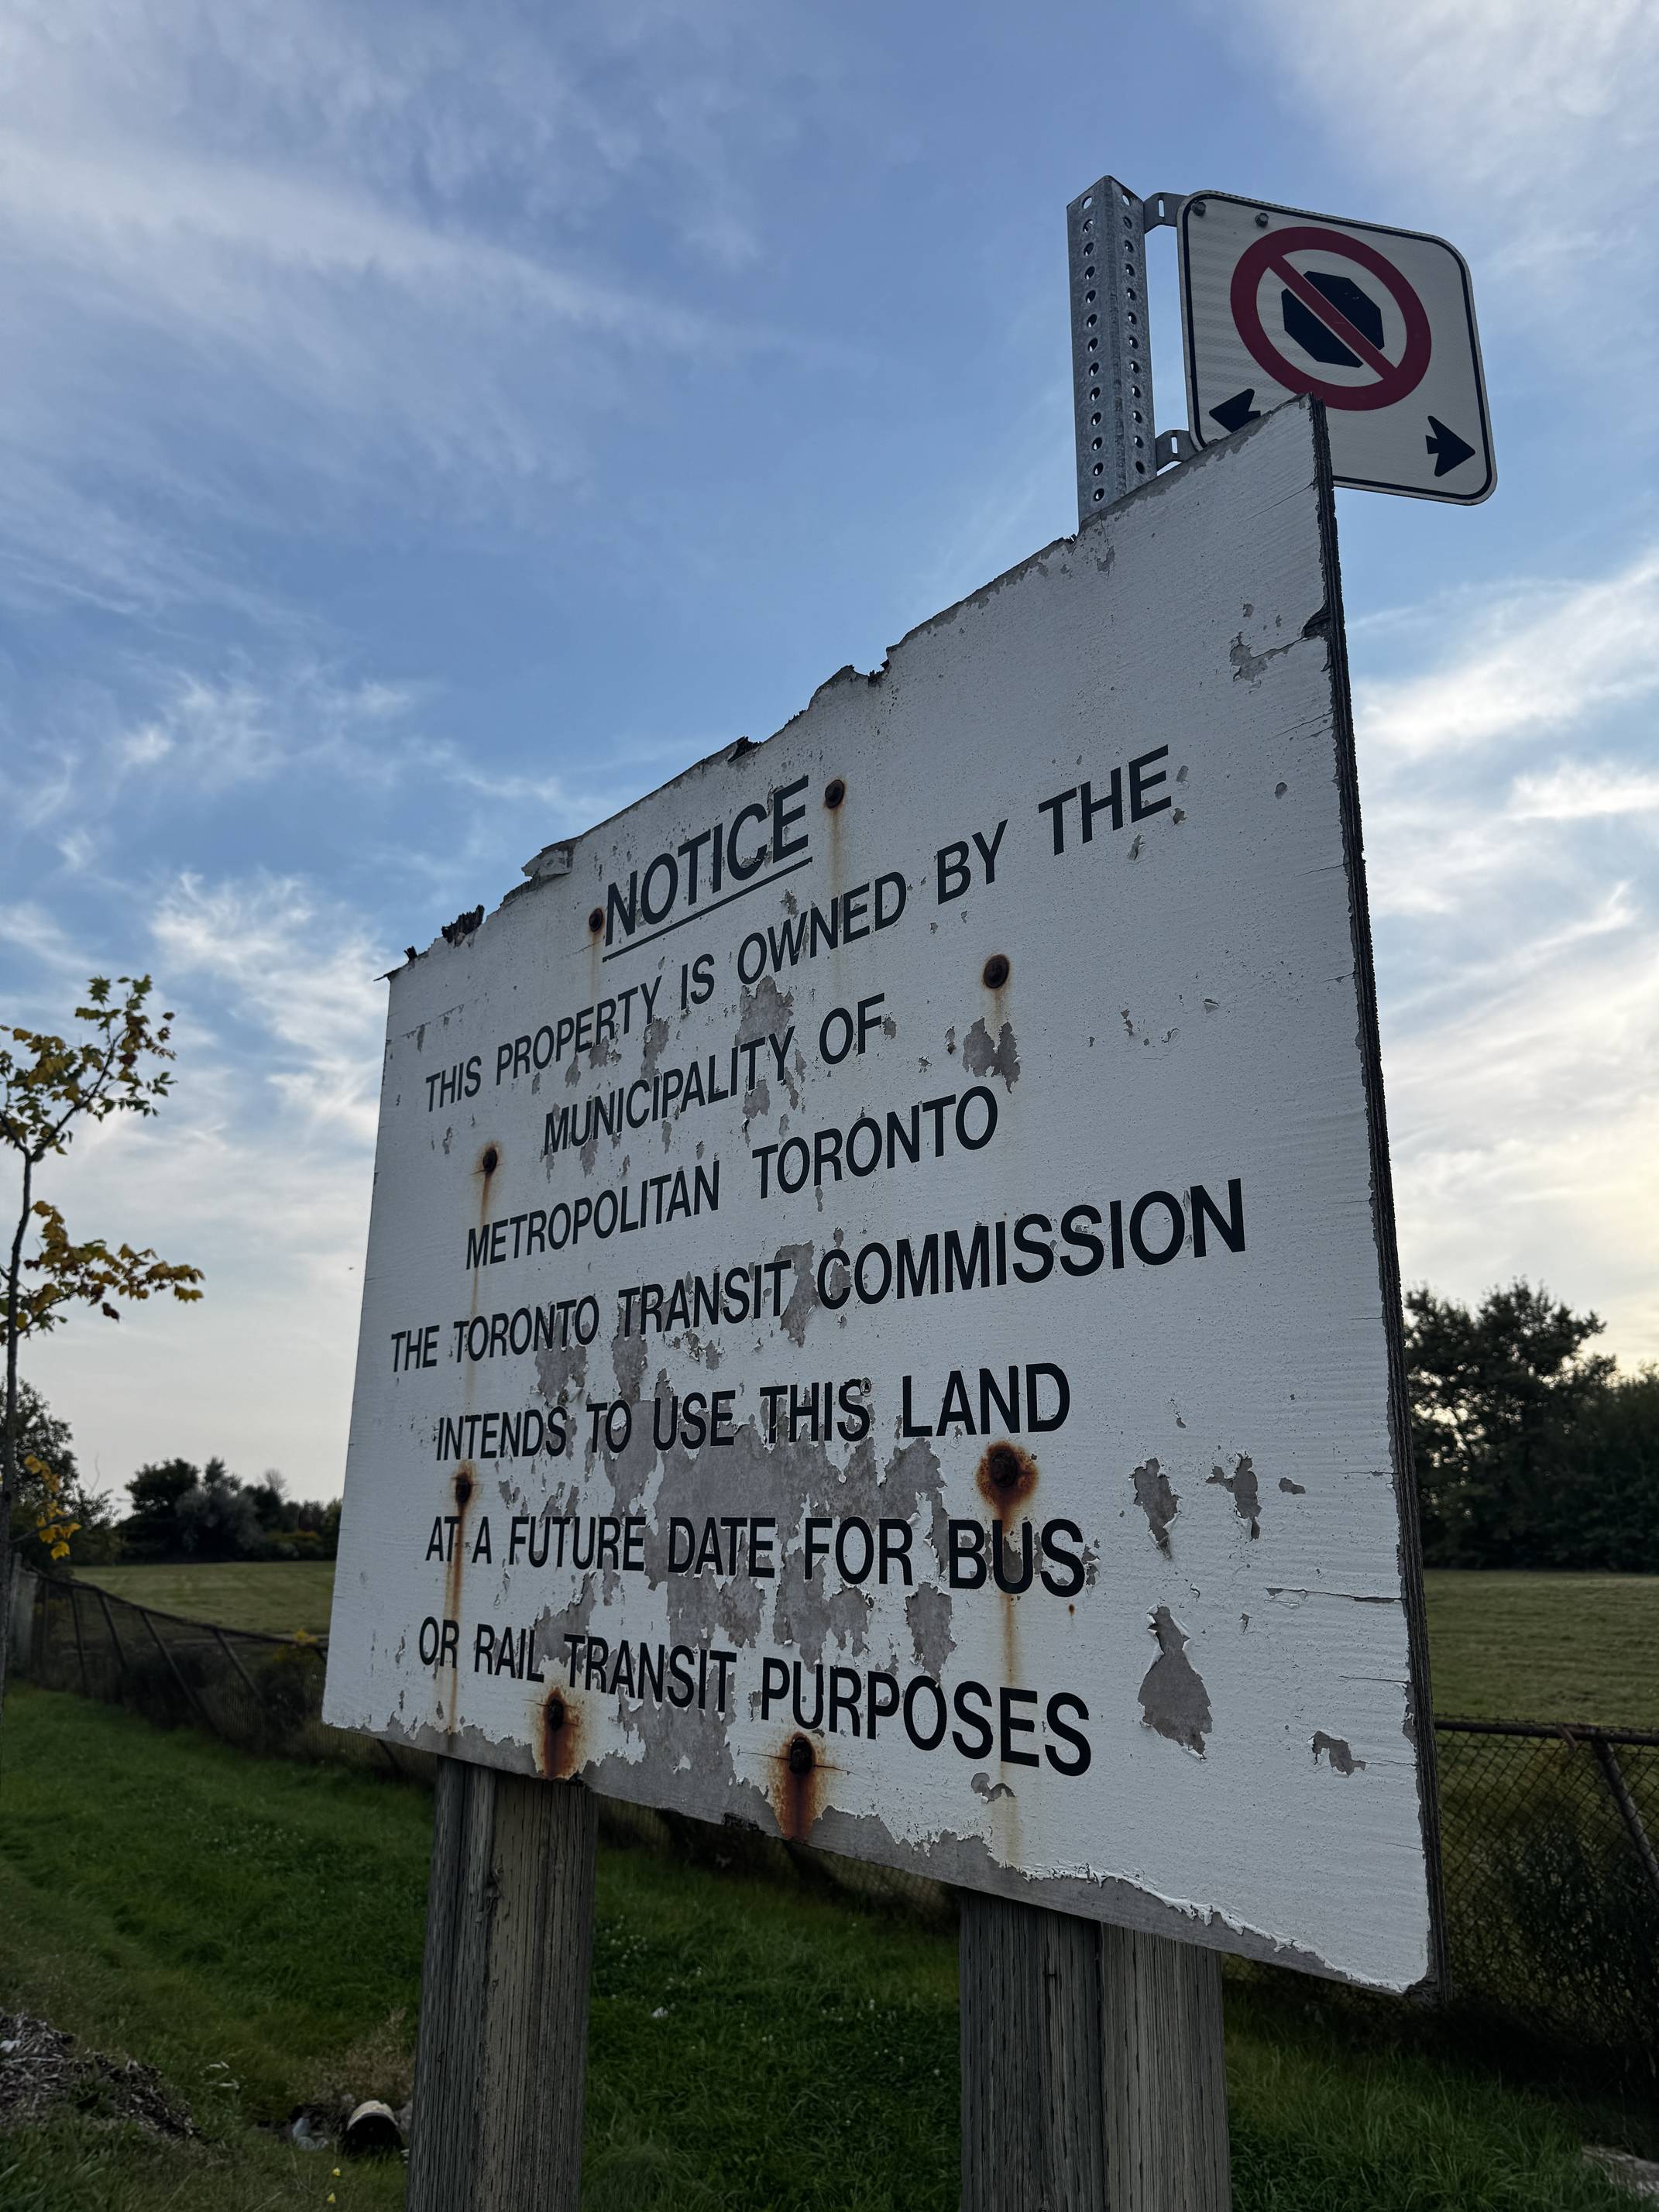 NOTICE
THIS PROPERTY IS OWNED BY THE
MUNICIPALITY OF
METROPOLITAN TORONTO
THE TORONTO TRANSIT COMMISSION
INTENDS TO USE THIS LAND
AT A FUTURE DATE FOR BUS
OR RAIL TRANSIT PURPOSES